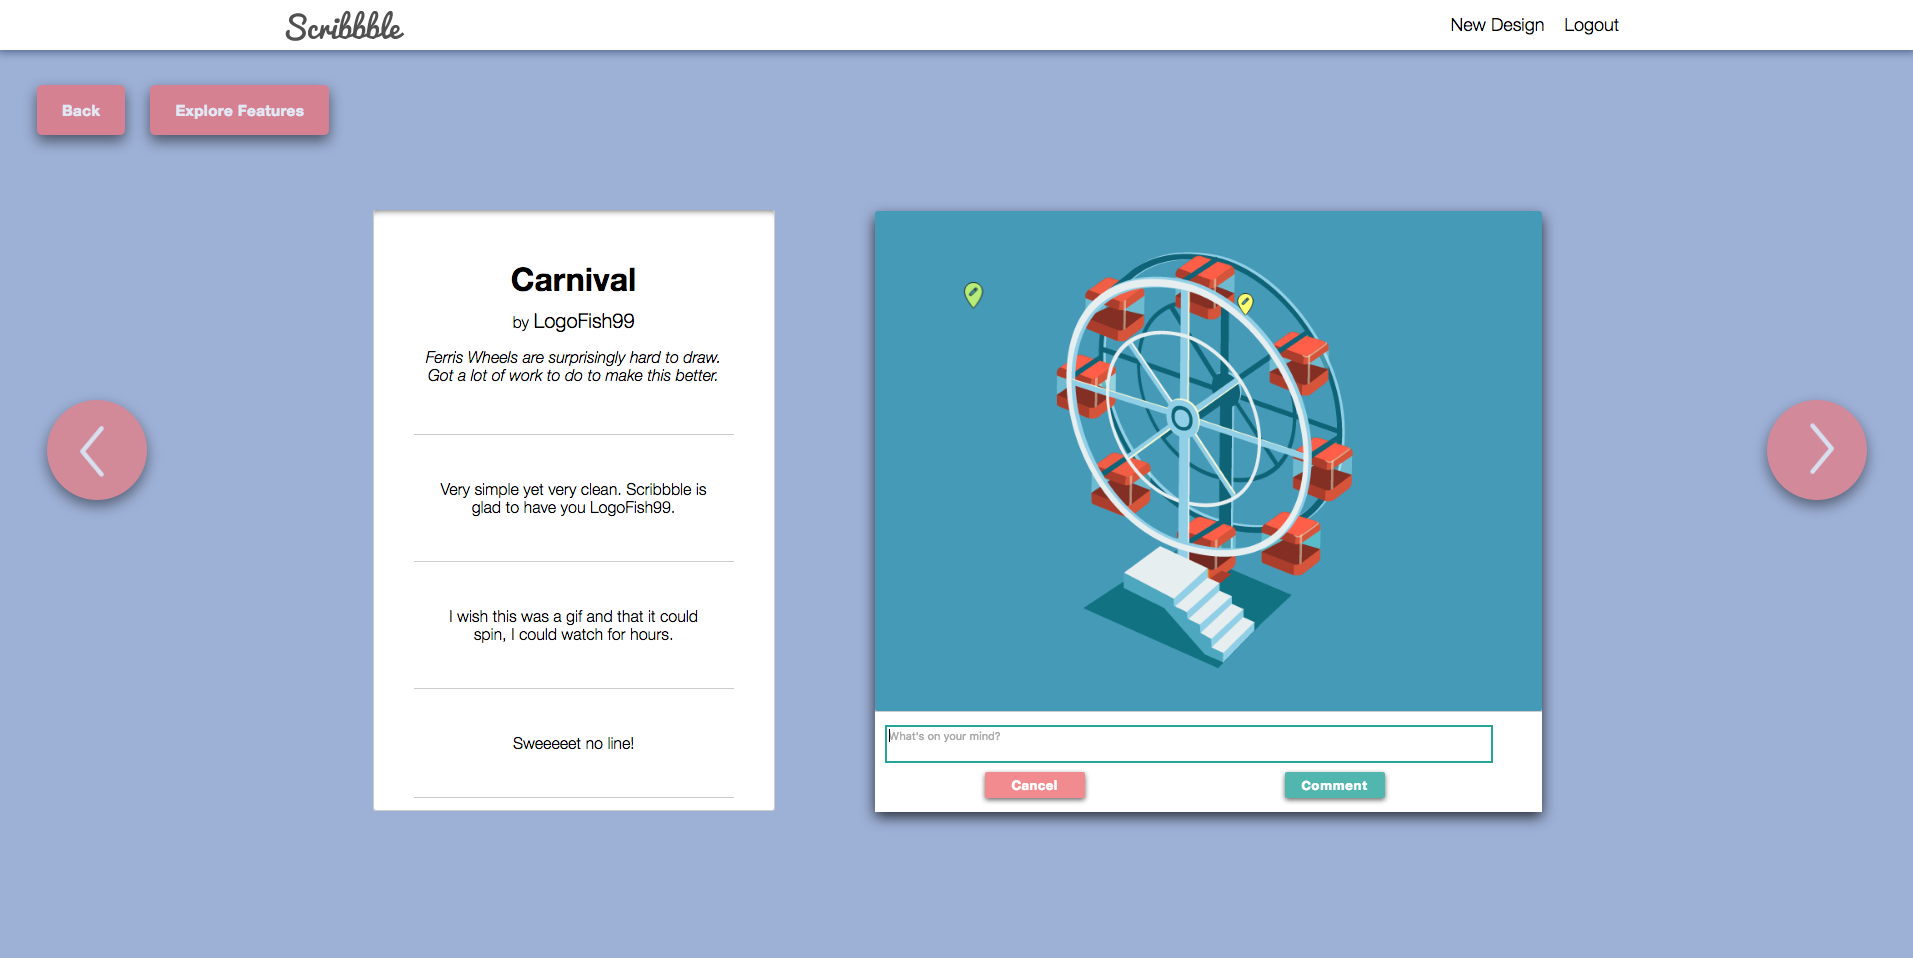 Scribbble
New Design
Logout
Back
Explore Features
Carnival
by LogoFish99
Ferris Wheels are surprisingly hard to draw.
Got a lot of work to do to make this better.
Very simple yet very clean. Scribbble is
glad to have you LogoFish99.
I wish this was a gif and that it could
spin, I could watch for hours.
Sweeeeet no line!
What's on your mind?
Cancel
Comment